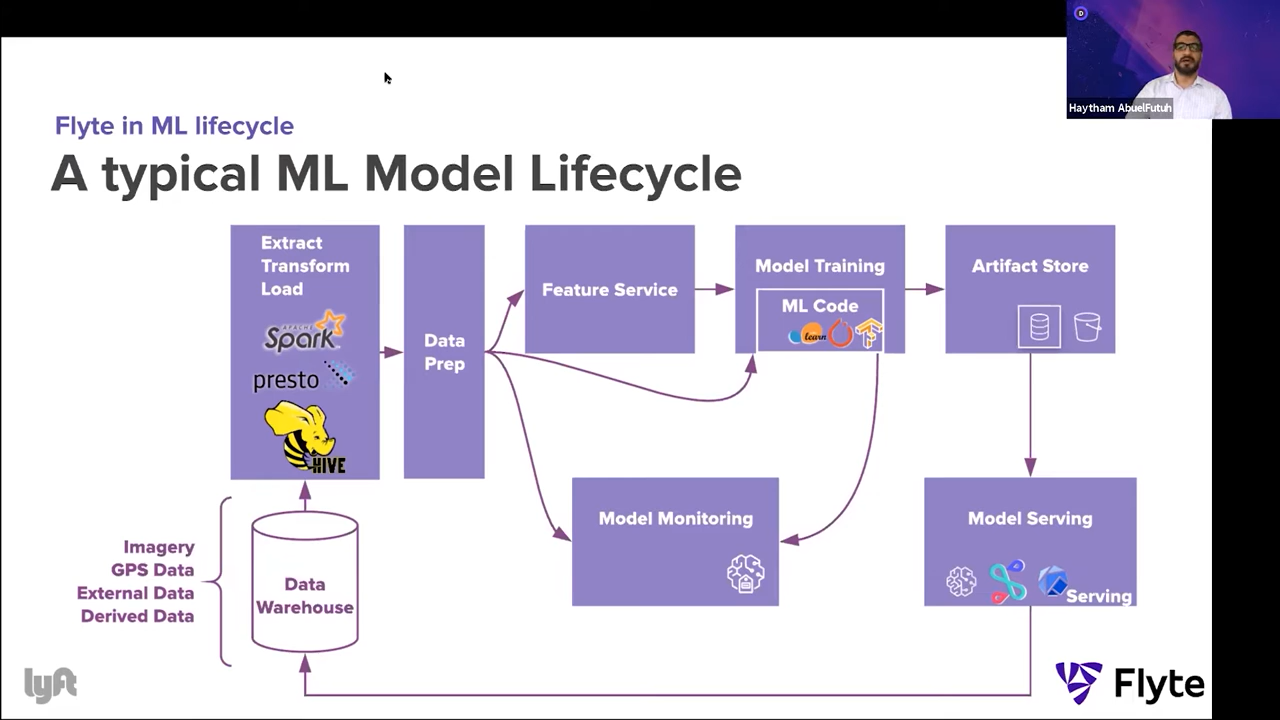 D
Haytham AbuelFutuh
Flyte in ML lifecycle
A typical ML Model Lifecycle
Extract
Transform
Load
APACHE
Spark
presto
HIVE
Data
Prep
Feature Service
Model Training
ML Code
learn
Artifact Store
Model Monitoring
Model Serving
Serving
Imagery
GPS Data
External Data
Derived Data
Data
Warehouse
lyft
Flyte